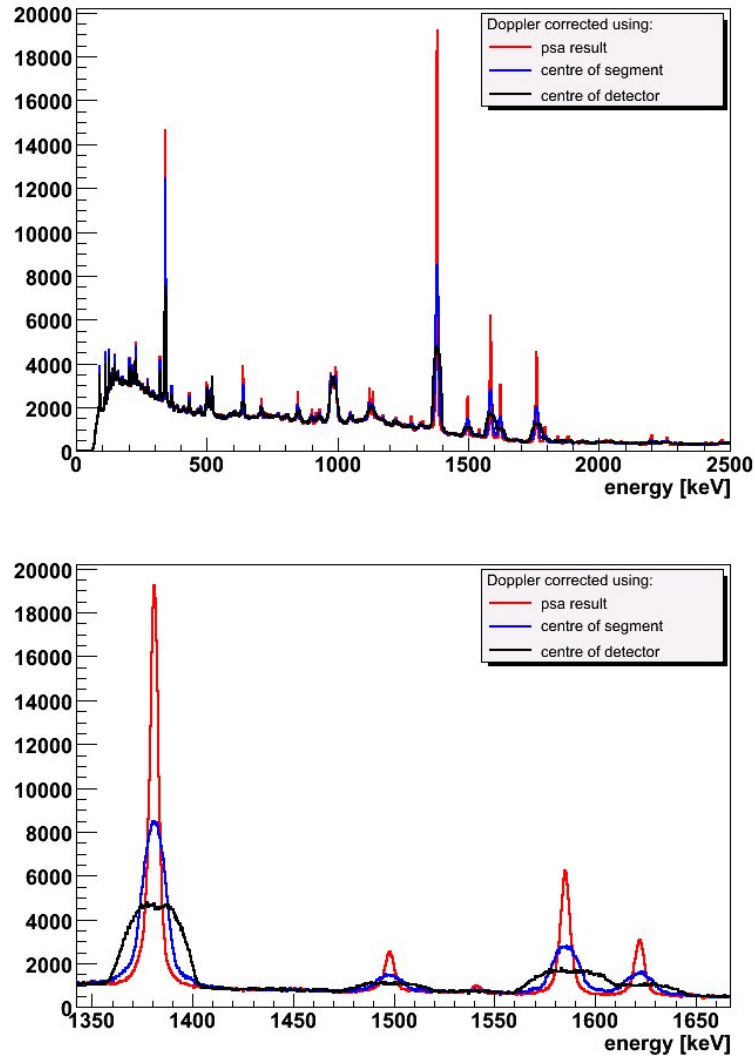 20000
18000
16000
14000
12000
10000
8000
6000
4000
2000
0
0 500 1000 1500 2000 2500
energy [keV]
Doppler corrected using:
psa result
centre of segment
centre of detector
20000
18000
16000
14000
12000
10000
8000
6000
4000
2000
0
1350 1400 1450 1500 1550 1600 1650
energy [keV]
Doppler corrected using:
psa result
centre of segment
centre of detector